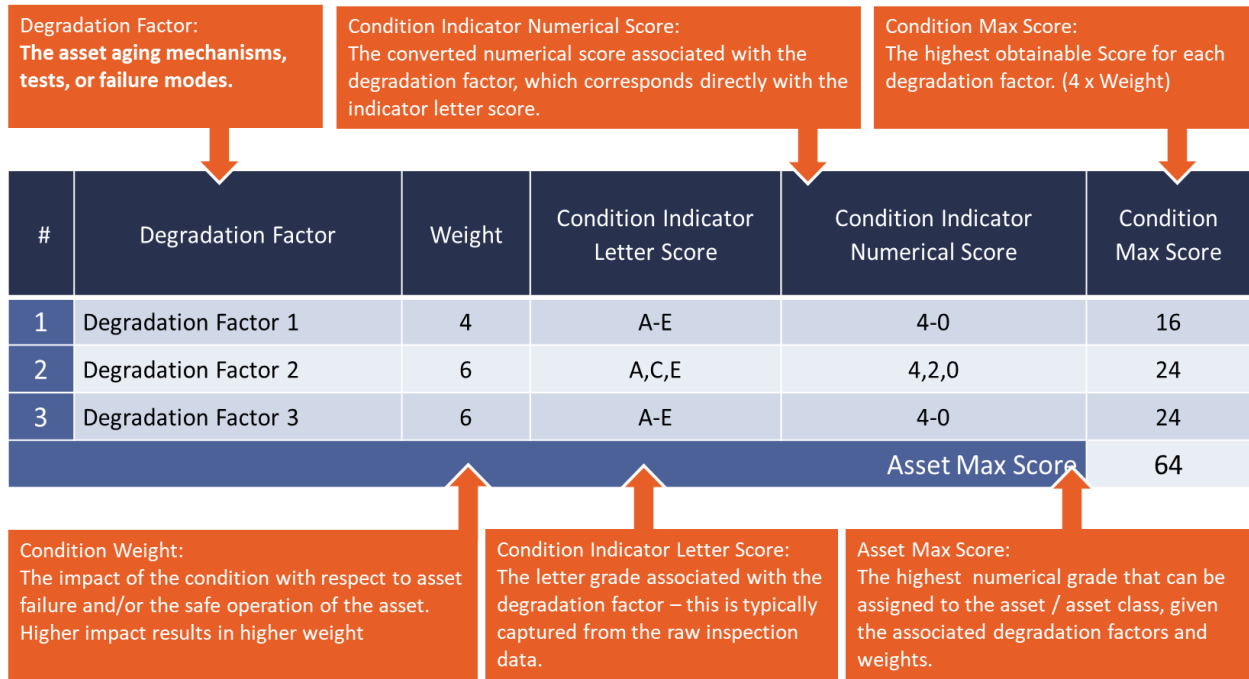 Degradation Factor:
The asset aging mechanisms,
tests, or failure modes.
Condition Indicator Numerical Score:
The converted numerical score associated with the
degradation factor, which corresponds directly with the
indicator letter score.
Condition Max Score:
The highest obtainable Score for each
degradation factor. (4 x Weight)
# Degradation Factor Weight Condition Indicator Letter Score Condition Indicator Numerical Score Condition Max Score
1 Degradation Factor 1 4 A-E 4-0 16
2 Degradation Factor 2 6 A,C,E 4,2,0 24
3 Degradation Factor 3 6 A-E 4-0 24
Asset Max Score 64
Condition Weight:
The impact of the condition with respect to asset
failure and/or the safe operation of the asset.
Higher impact results in higher weight
Condition Indicator Letter Score:
The letter grade associated with the
degradation factor – this is typically
captured from the raw inspection
data.
Asset Max Score:
The highest numerical grade that can be
assigned to the asset / asset class, given
the associated degradation factors and
weights.